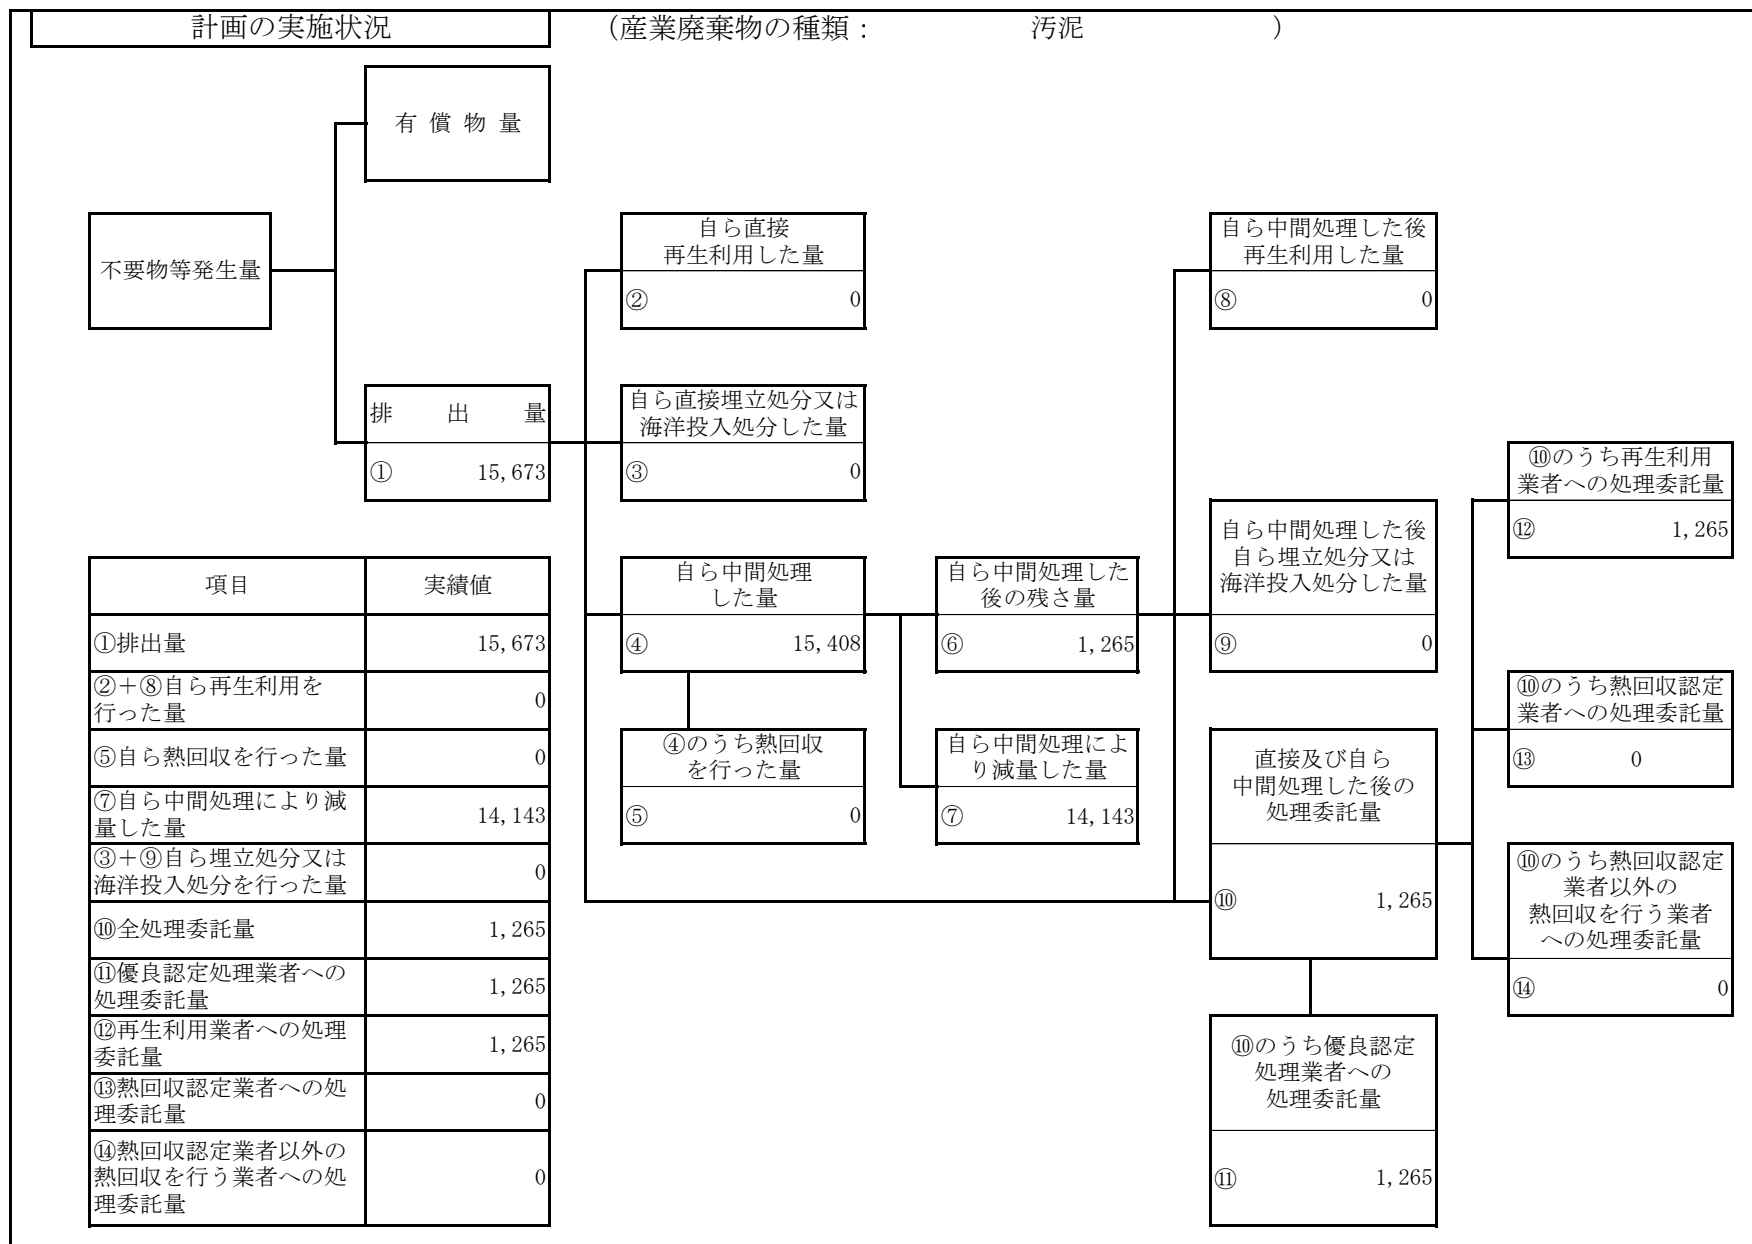 計画の実施状況
(産業廃棄物の種類： 汚泥 )
有 償 物 量
不要物等発生量
排 出 量
① 15,673
自ら直接
再生利用した量
② 0
自ら直接埋立処分又は
海洋投入処分した量
③ 0
自ら中間処理
した量
④ 15,408
④のうち熱回収
を行った量
⑤ 0
自ら中間処理した
後の残さ量
⑥ 1,265
自ら中間処理によ
り減量した量
⑦ 14,143
自ら中間処理した後
再生利用した量
⑧ 0
自ら中間処理した後
自ら埋立処分又は
海洋投入処分した量
⑨ 0
直接及び自ら
中間処理した後の
処理委託量
⑩ 1,265
⑩のうち優良認定
処理業者への
処理委託量
⑪ 1,265
⑩のうち再生利用
業者への処理委託量
⑫ 1,265
⑩のうち熱回収認定
業者への処理委託量
⑬ 0
⑩のうち熱回収認定
業者以外の
熱回収を行う業者
への処理委託量
⑭ 0
項目 実績値
①排出量 15,673
②＋⑧自ら再生利用を
行った量 0
⑤自ら熱回収を行った量 0
⑦自ら中間処理により減
量した量 14,143
③＋⑨自ら埋立処分又は
海洋投入処分を行った量 0
⑩全処理委託量 1,265
⑪優良認定処理業者への
処理委託量 1,265
⑫再生利用業者への処理
委託量 1,265
⑬熱回収認定業者への処
理委託量 0
⑭熱回収認定業者以外の
熱回収を行う業者への処
理委託量 0